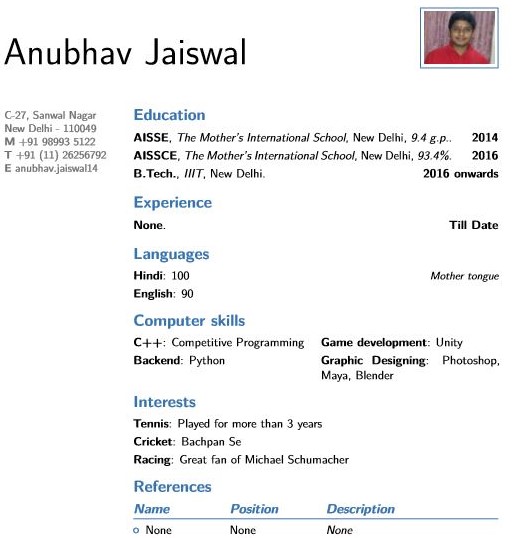 Anubhav Jaiswal
C-27, Sanwal Nagar
New Delhi - 110049
M +91 98993 5122
T +91 (11) 26256792
E anubhav.jaiswal14
Education
AISSE, The Mother's International School, New Delhi, 9.4 g.p.. 2014
AISSCE, The Mother's International School, New Delhi, 93.4%. 2016
B.Tech., IIIT, New Delhi. 2016 onwards
Experience
None. Till Date
Languages
Hindi: 100 Mother tongue
English: 90
Computer skills
C++: Competitive Programming Game development: Unity
Backend: Python Graphic Designing: Photoshop,
Maya, Blender
Interests
Tennis: Played for more than 3 years
Cricket: Bachpan Se
Racing: Great fan of Michael Schumacher
References
Name Position Description
None None None